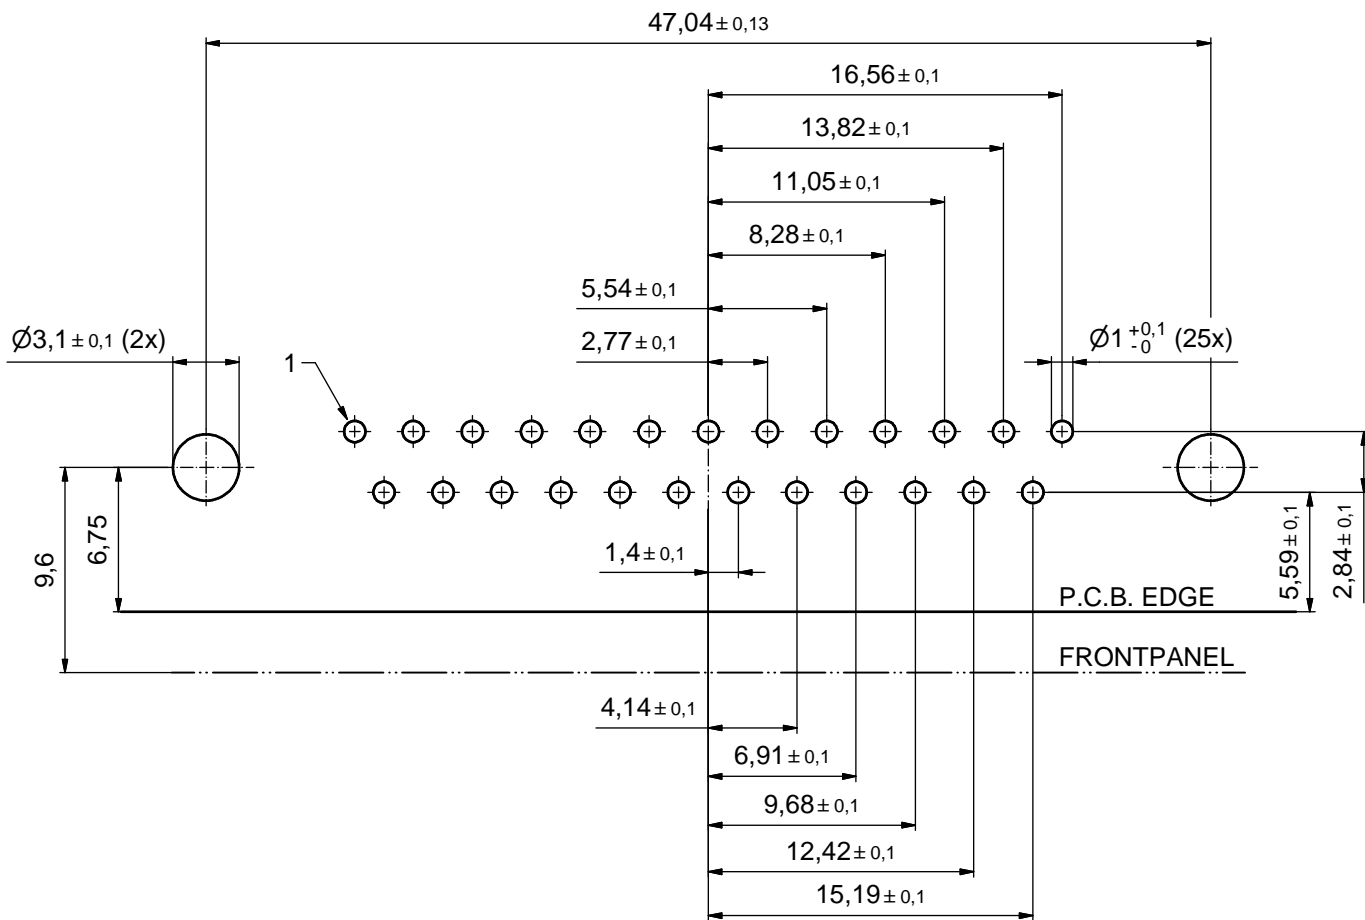 47,04 ± 0,13
16,56 ± 0,1
13,82 ± 0,1
11,05 ± 0,1
8,28 ± 0,1
5,54 ± 0,1
Ø3,1 ± 0,1 (2x)
2,77 ± 0,1
Ø1 +0,1 -0 (25x)
1
9,6
6,75
1,4 ± 0,1
5,59 ± 0,1
2,84 ± 0,1
P.C.B. EDGE
FRONTPANEL
4,14 ± 0,1
6,91 ± 0,1
9,68 ± 0,1
12,42 ± 0,1
15,19 ± 0,1